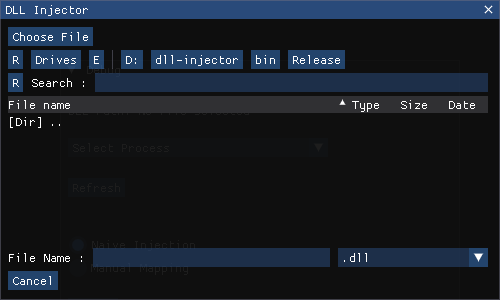 DLL Injector
Choose File
R Drives E D: dll-injector bin Release
R Search :
File name Type Size Date
[Dir] ..
Select Process
Refresh
Naive Injection
Manual Mapping
File Name : .dll
Cancel